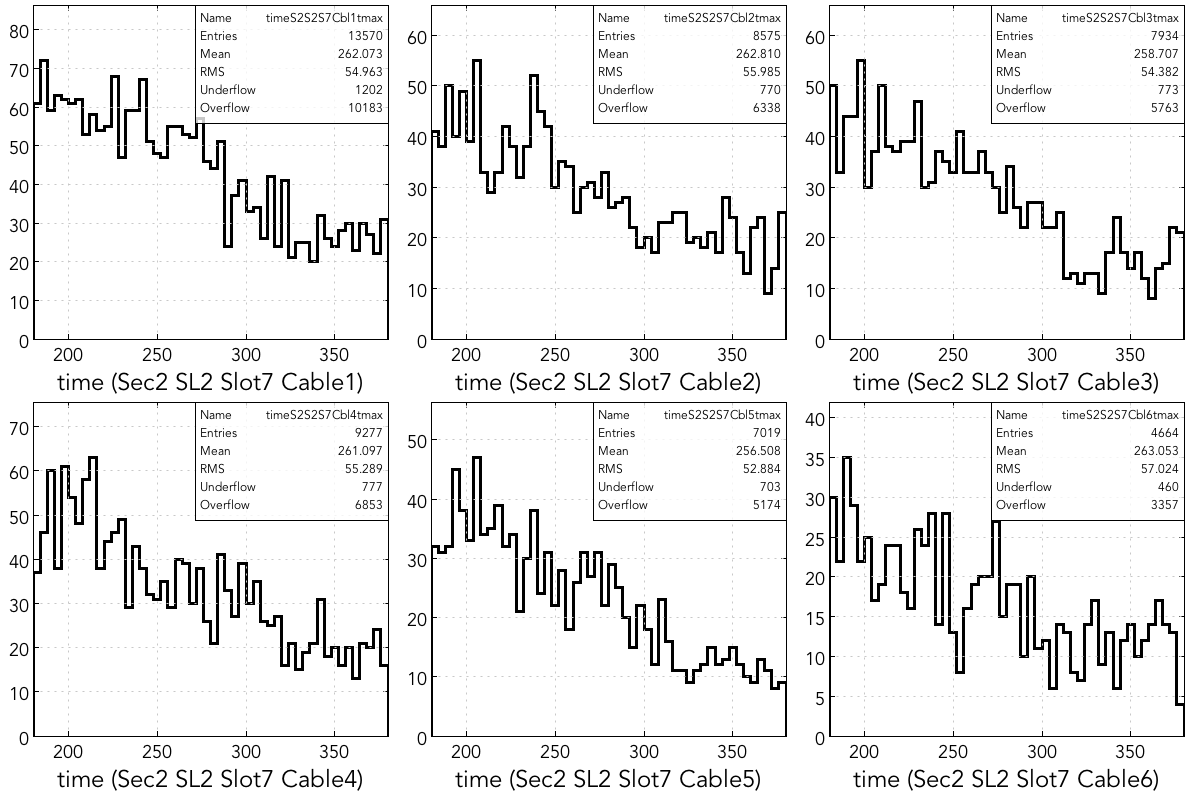 Name timeS2S2S7Cbl1tmax
Entries 13570
Mean 262.073
RMS 54.963
Underflow 1202
Overflow 10183
80
70
60
50
40
30
20
10
0
200 250 300 350
time (Sec2 SL2 Slot7 Cable1)
Name timeS2S2S7Cbl2tmax
Entries 8575
Mean 262.810
RMS 55.985
Underflow 770
Overflow 6338
60
50
40
30
20
10
0
200 250 300 350
time (Sec2 SL2 Slot7 Cable2)
Name timeS2S2S7Cbl3tmax
Entries 7934
Mean 258.707
RMS 54.382
Underflow 773
Overflow 5763
60
50
40
30
20
10
0
200 250 300 350
time (Sec2 SL2 Slot7 Cable3)
Name timeS2S2S7Cbl4tmax
Entries 9277
Mean 261.097
RMS 55.289
Underflow 777
Overflow 6853
70
60
50
40
30
20
10
0
200 250 300 350
time (Sec2 SL2 Slot7 Cable4)
Name timeS2S2S7Cbl5tmax
Entries 7019
Mean 256.508
RMS 52.884
Underflow 703
Overflow 5174
50
40
30
20
10
0
200 250 300 350
time (Sec2 SL2 Slot7 Cable5)
Name timeS2S2S7Cbl6tmax
Entries 4664
Mean 263.053
RMS 57.024
Underflow 460
Overflow 3357
40
35
30
25
20
15
10
5
0
200 250 300 350
time (Sec2 SL2 Slot7 Cable6)